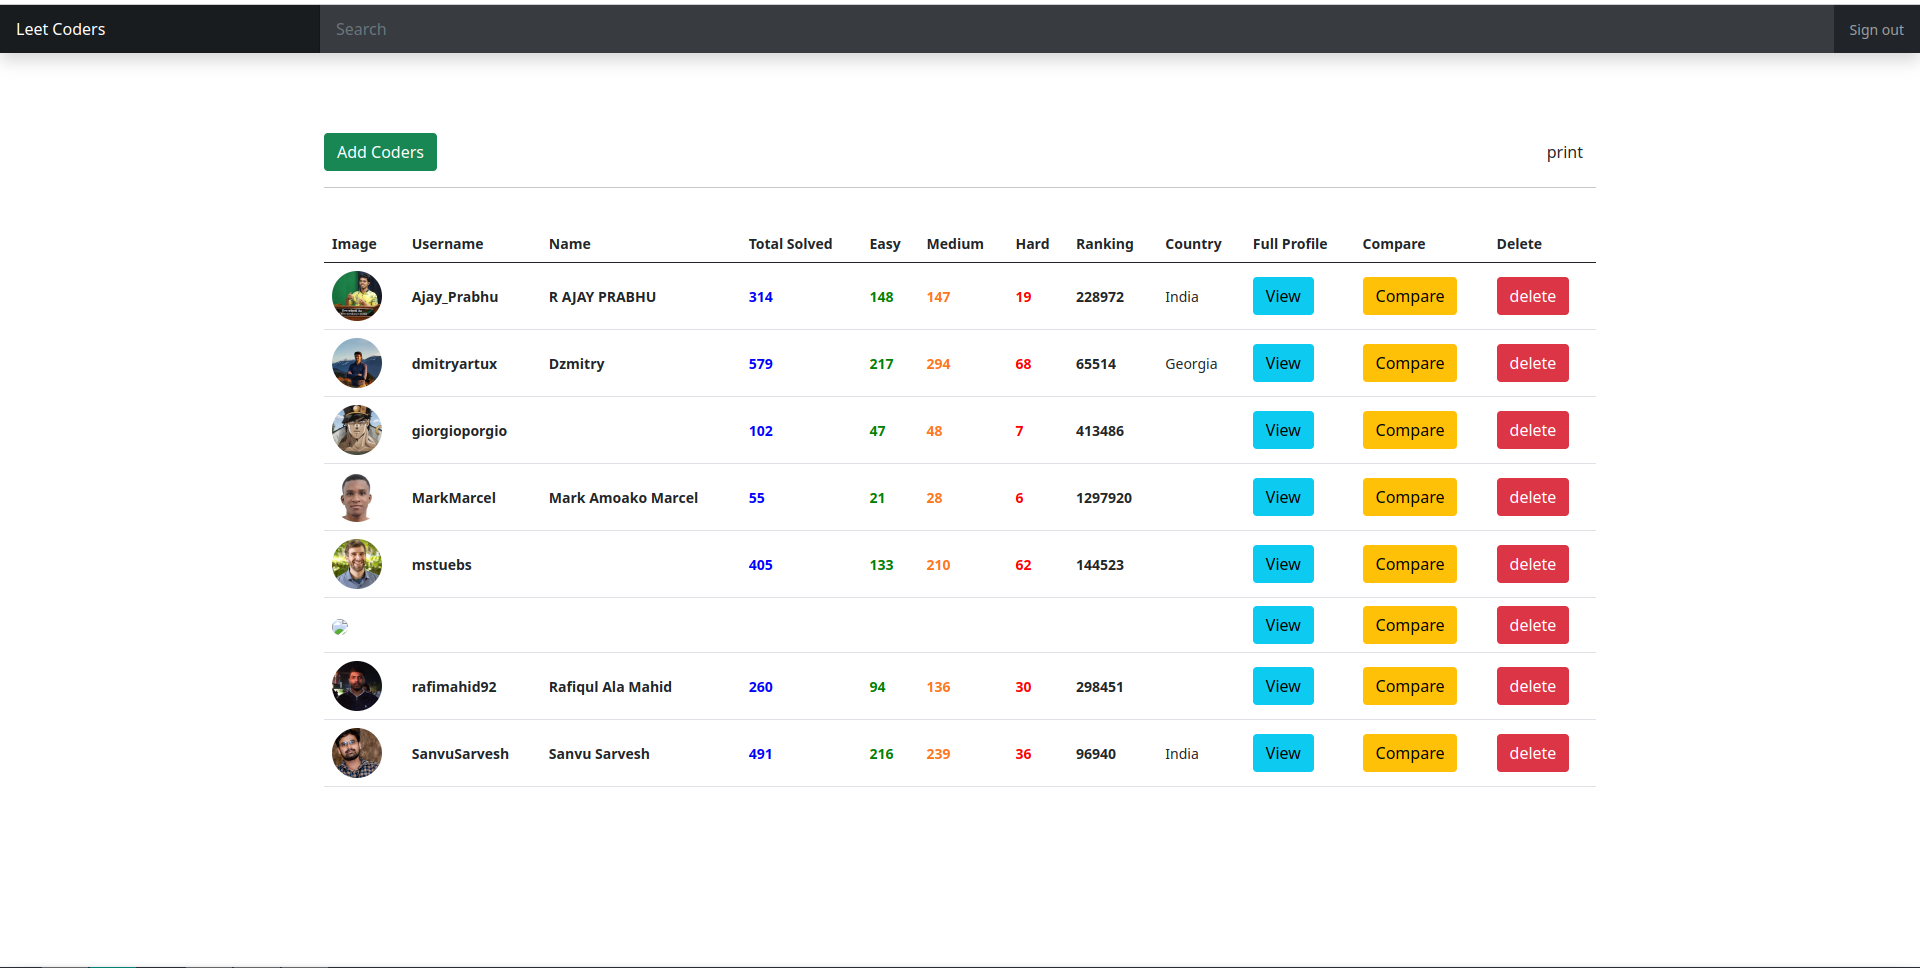 Leet Coders Search Sign out
Add Coders print
Image Username Name Total Solved Easy Medium Hard Ranking Country Full Profile Compare Delete
Ajay_Prabhu R AJAY PRABHU 314 148 147 19 228972 India View Compare delete
dmitryartux Dzmitry 579 217 294 68 65514 Georgia View Compare delete
giorgioporgio 102 47 48 7 413486 View Compare delete
MarkMarcel Mark Amoako Marcel 55 21 28 6 1297920 View Compare delete
mstuebs 405 133 210 62 144523 View Compare delete
View Compare delete
rafimahid92 Rafiqul Ala Mahid 260 94 136 30 298451 View Compare delete
SanvuSarvesh Sanvu Sarvesh 491 216 239 36 96940 India View Compare delete